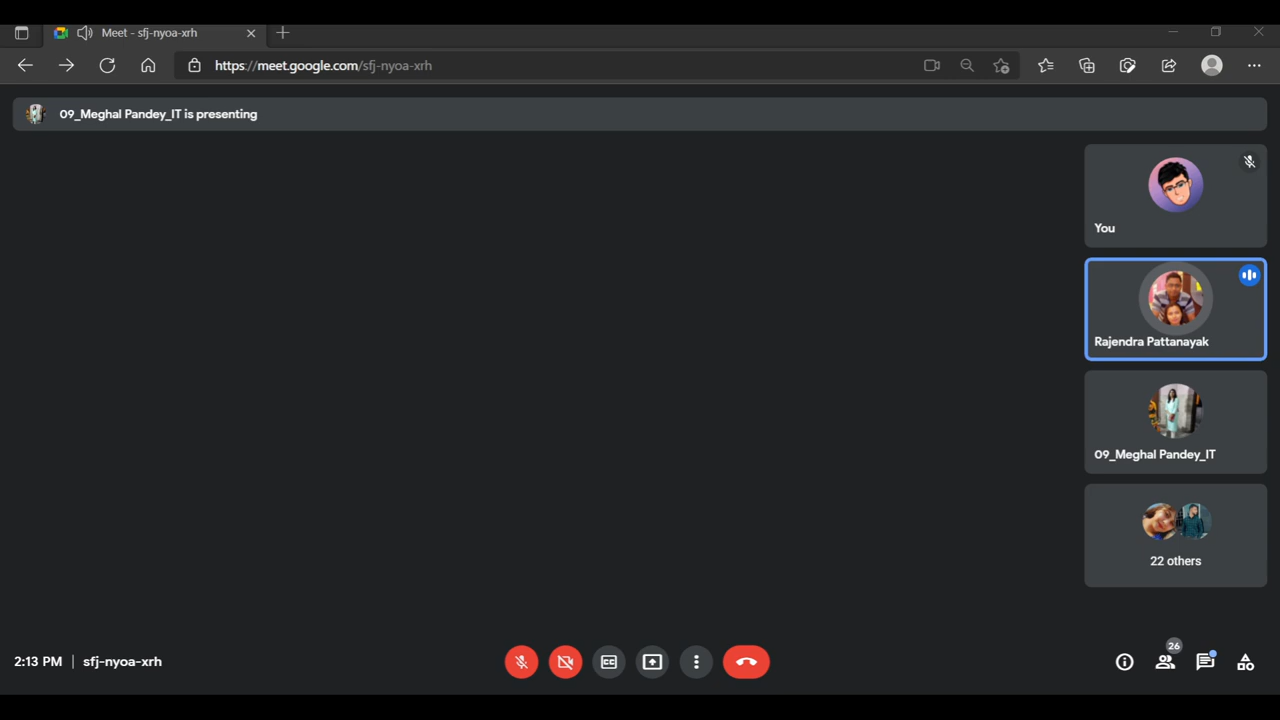 Meet - sfj-nyoa-xrh
https://meet.google.com/sfj-nyoa-xrh
09_Meghal Pandey_IT is presenting
You
Rajendra Pattanayak
09_Meghal Pandey_IT
22 others
2:13 PM | sfj-nyoa-xrh
CC
26